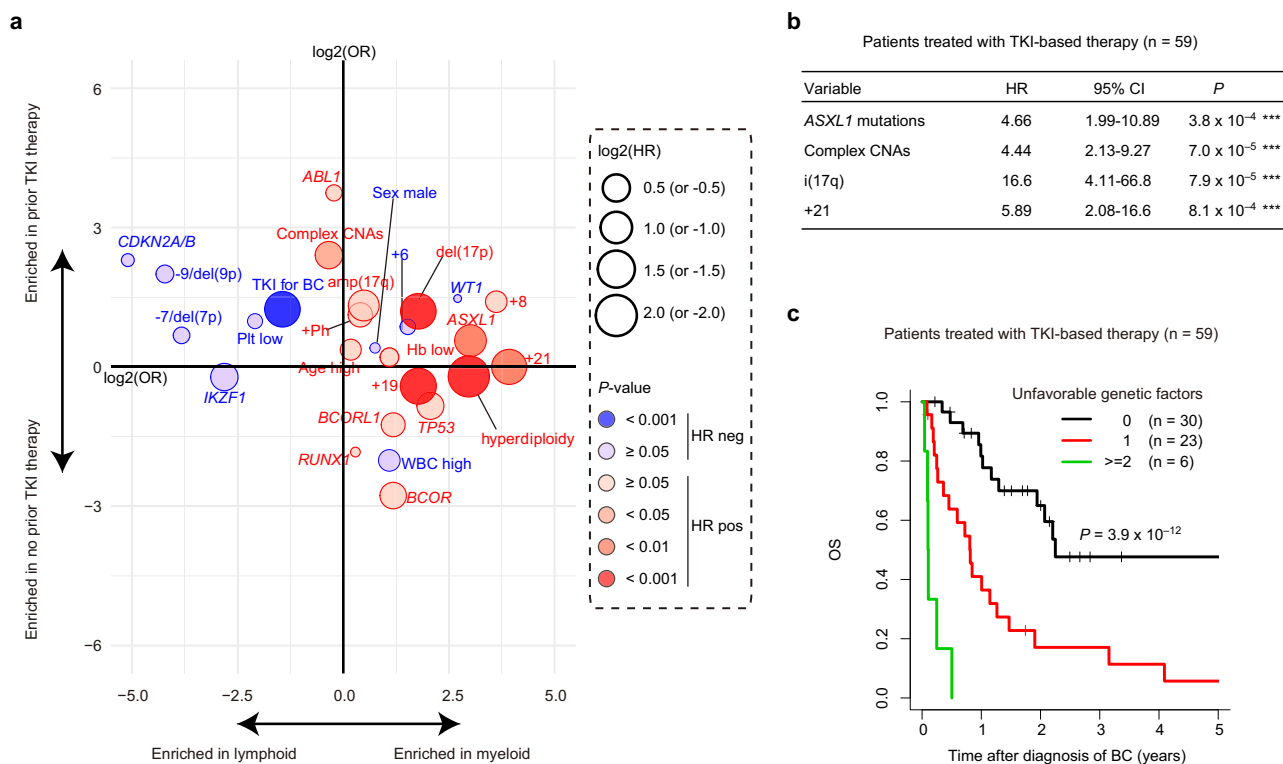 a
log2(OR)
Enriched in prior TKI therapy
Enriched in no prior TKI therapy
6
3
0
−3
−6
log2(OR)
−5.0
−2.5
0.0
2.5
5.0
Enriched in lymphoid
Enriched in myeloid
ABL1
Sex male
CDKN2A/B
Complex CNAs
+6
del(17p)
-9/del(9p)
TKI for BC
amp(17q)
WT1
+8
-7/del(7p)
Plt low
+Ph
ASXL1
Hb low
+21
Age high
IKZF1
+19
BCORL1
TP53
hyperdiploidy
RUNX1
WBC high
BCOR
log2(HR)
0.5 (or -0.5)
1.0 (or -1.0)
1.5 (or -1.5)
2.0 (or -2.0)
P-value
< 0.001
≥ 0.05
HR neg
≥ 0.05
< 0.05
< 0.01
< 0.001
HR pos
b
Patients treated with TKI-based therapy (n = 59)
Variable HR 95% CI P
ASXL1 mutations 4.66 1.99-10.89 3.8 x 10⁻⁴ ***
Complex CNAs 4.44 2.13-9.27 7.0 x 10⁻⁵ ***
i(17q) 16.6 4.11-66.8 7.9 x 10⁻⁵ ***
+21 5.89 2.08-16.6 8.1 x 10⁻⁴ ***
c
Patients treated with TKI-based therapy (n = 59)
Unfavorable genetic factors
0 (n = 30)
1 (n = 23)
>=2 (n = 6)
P = 3.9 x 10⁻¹²
OS
1.0
0.8
0.6
0.4
0.2
0.0
0 1 2 3 4 5
Time after diagnosis of BC (years)